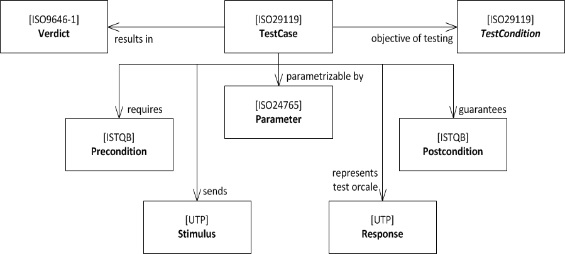 [ISO9646-1]
Verdict
results in
[ISO29119]
TestCase
objective of testing
[ISO29119]
TestCondition
parametrizable by
[ISO24765]
Parameter
requires
[ISTQB]
Precondition
guarantees
[ISTQB]
Postcondition
sends
[UTP]
Stimulus
represents
test orcale
[UTP]
Response